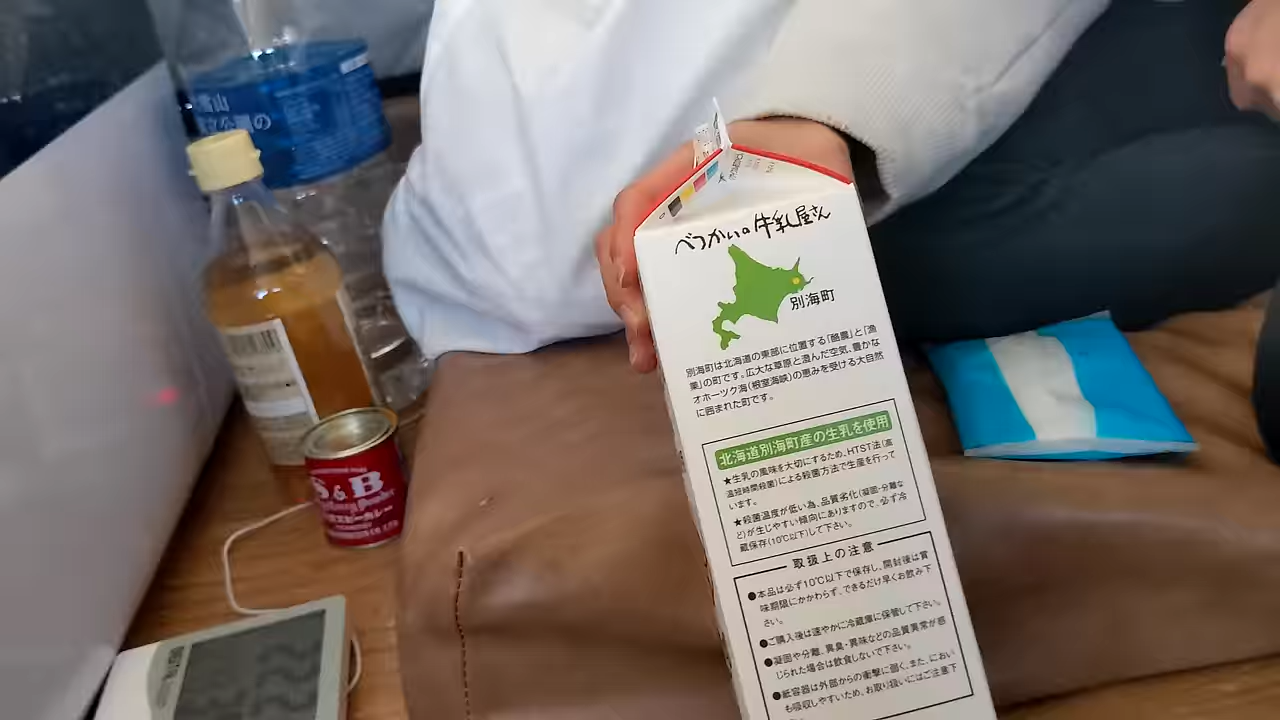 べつかいの牛乳屋さん
別海町
別海町は北海道の東部に位置する「酪農」と「漁
業」の町です。広大な草原と澄んだ空気、豊かな
オホーツク海(根室海峡)の恵みを受ける大自然
に囲まれた町です。
北海道別海町産の生乳を使用
★生乳の風味を大切にするため、HTST法(高
温短時間殺菌)による殺菌方法で生産を行って
います。
★殺菌温度が低い為、品質劣化(凝固・分離な
ど)が生じやすい傾向にありますので、必ず冷
蔵保存(10℃以下)して下さい。
取扱上の注意
●本品は必ず10℃以下で保存し、開封後は賞
味期限にかかわらず、できるだけ早くお飲み下
さい。
●ご購入後は速やかに冷蔵庫に保管して下さい。
●凝固や分離、異臭・異味などの品質異常が感
じられた場合は飲食しないで下さい。
●紙容器は外部からの衝撃に弱く、また、におい
も吸収しやすいため、お取り扱いにはご注意下
S&B